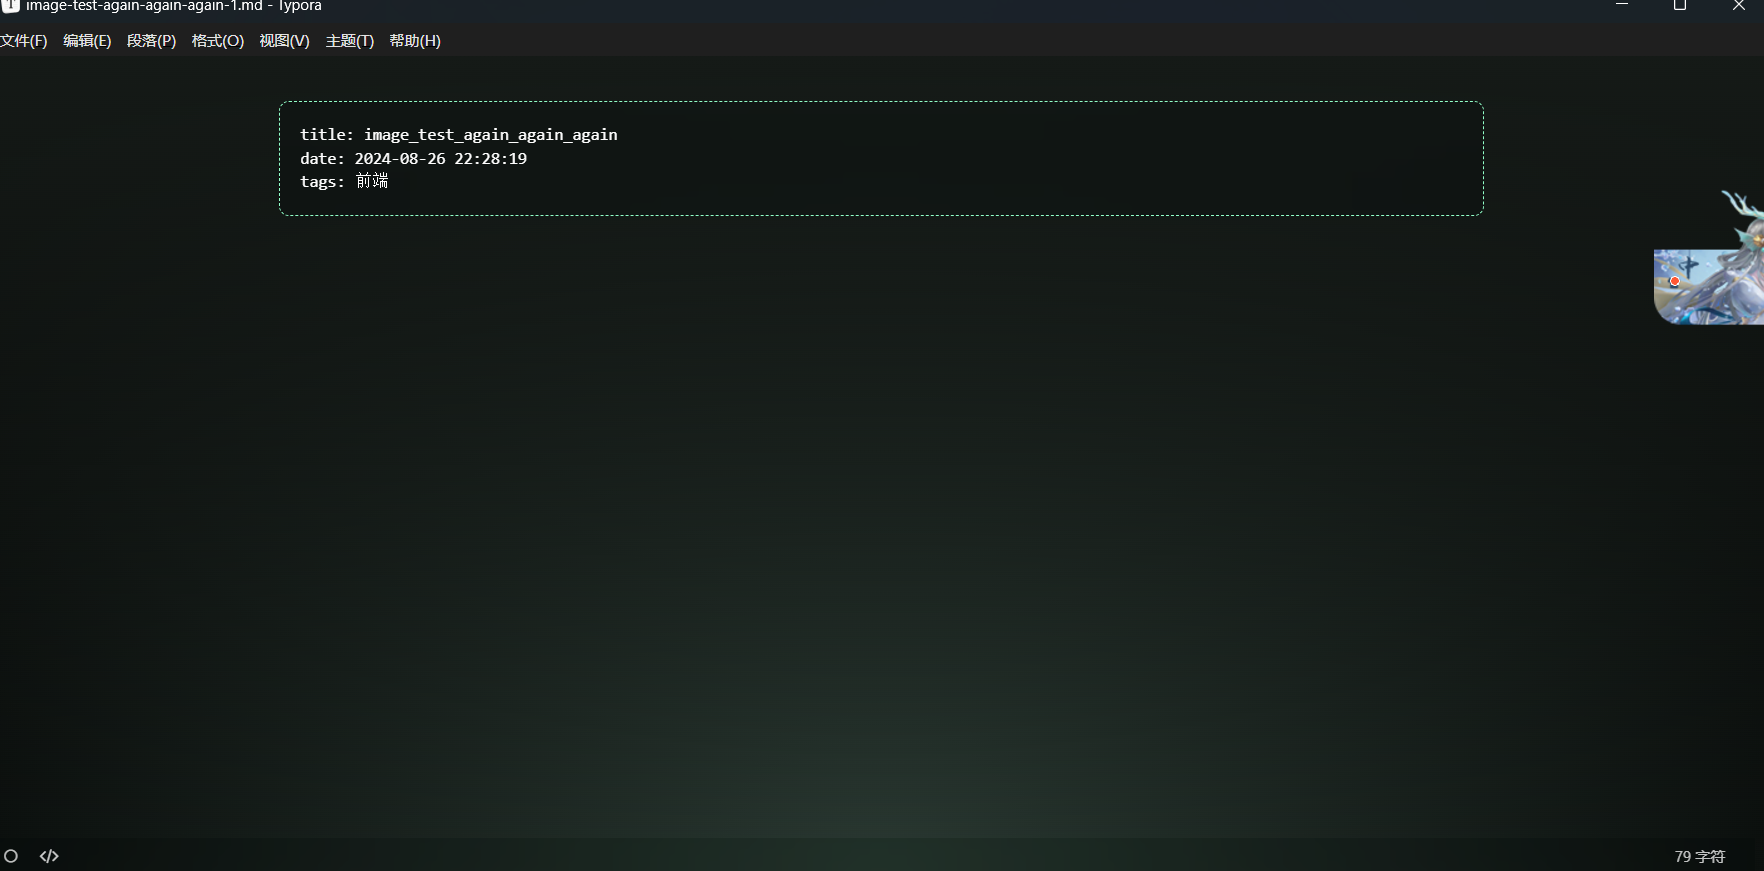 image-test-again-again-again-1.md - Typora
文件(F) 编辑(E) 段落(P) 格式(O) 视图(V) 主题(T) 帮助(H)
title: image_test_again_again_again
date: 2024-08-26 22:28:19
tags: 前端
中
79 字符